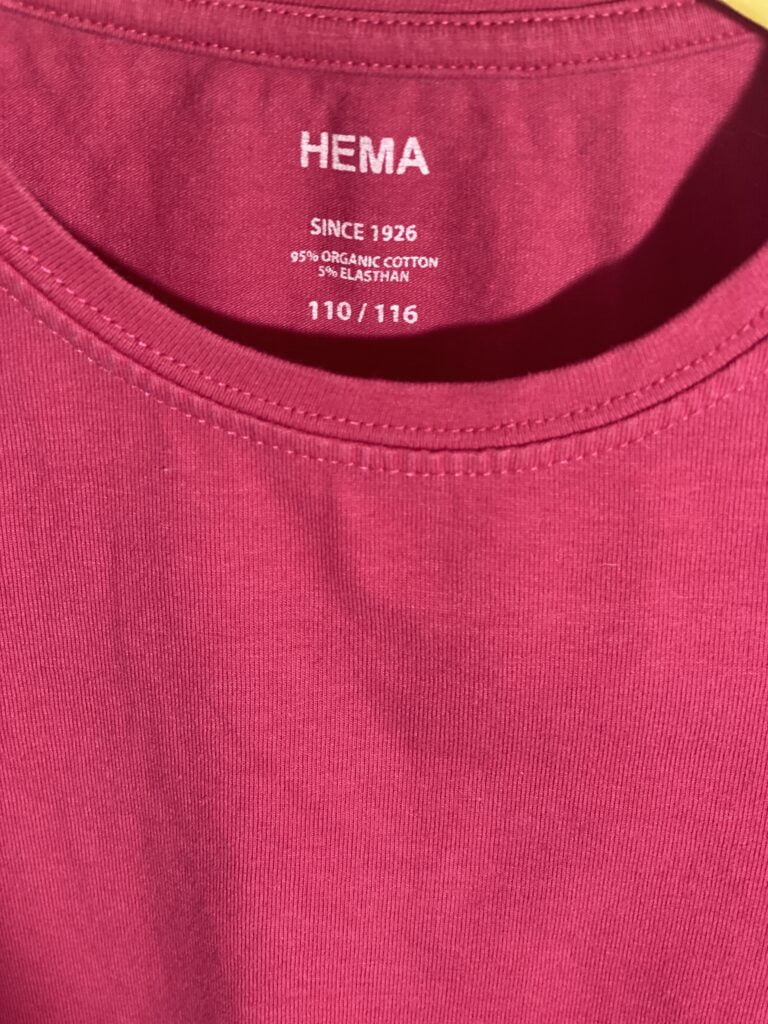 HEMA
SINCE 1926
95% ORGANIC COTTON
5% ELASTHAN
110 / 116